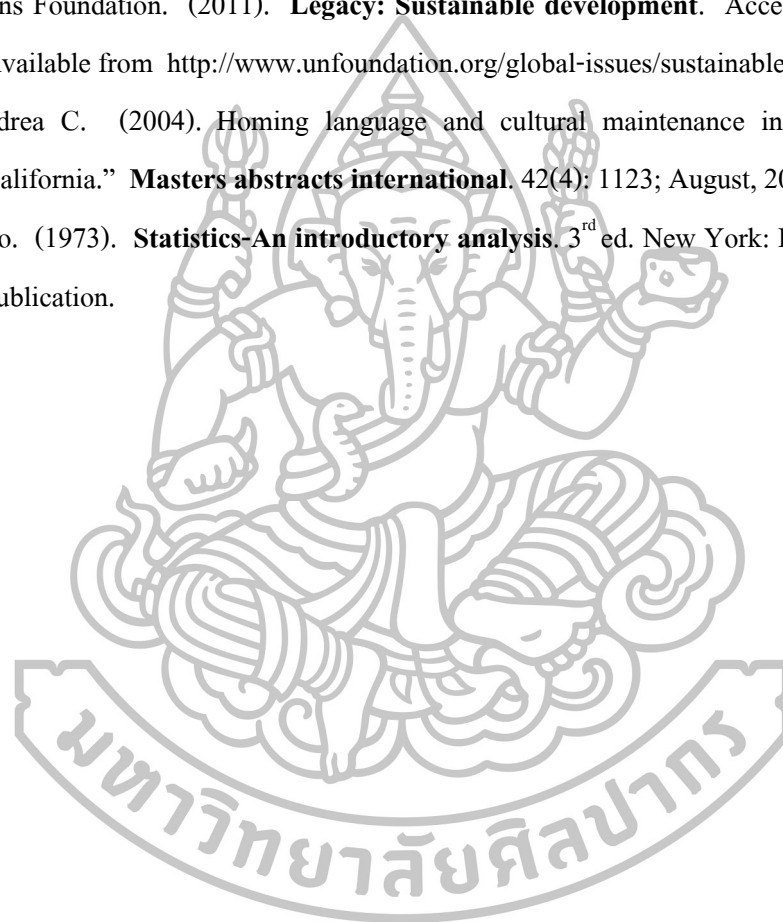 ns Foundation. (2011). Legacy: Sustainable development. Acce
vailable from http://www.unfoundation.org/global-issues/sustainable
drea C. (2004). Homing language and cultural maintenance in
alifornia.” Masters abstracts international. 42(4): 1123; August, 20
o. (1973). Statistics-An introductory analysis. 3rd ed. New York:
ublication.
มหาวิทยาลัยศิลปากร